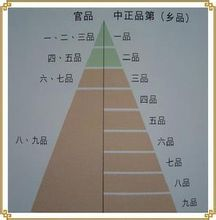 官品 中正品第（乡品）
一、二、三品 一品
四、五品 二品
六、七品 三品
四品
五品
八、九品 六品
七品
八品
九品